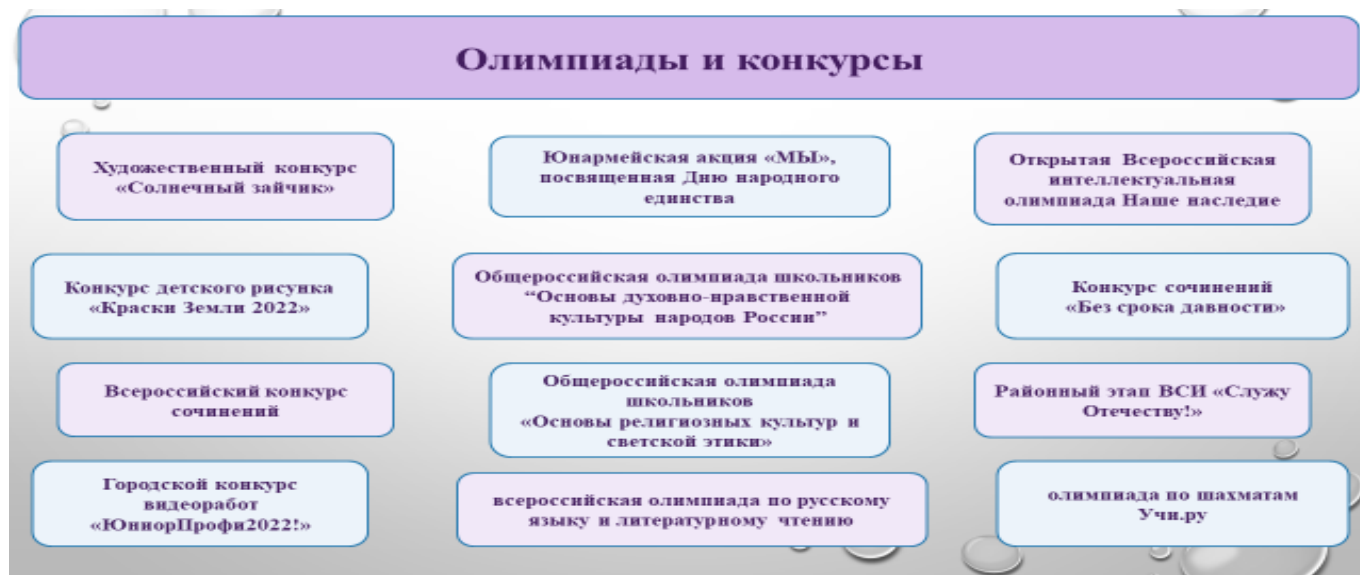 Олимпиады и конкурсы
Художественный конкурс
«Солнечный зайчик»
Юнармейская акция «МЫ»,
посвященная Дню народного
единства
Открытая Всероссийская
интеллектуальная
олимпиада Наше наследие
Конкурс детского рисунка
«Краски Земли 2022»
Общероссийская олимпиада школьников
“Основы духовно-нравственной
культуры народов России”
Конкурс сочинений
«Без срока давности»
Всероссийский конкурс
сочинений
Общероссийская олимпиада
школьников
«Основы религиозных культур и
светской этики»
Районный этап ВСИ «Служу
Отечеству!»
Городской конкурс
видеоработ
«ЮниорПрофи2022!»
всероссийская олимпиада по русскому
языку и литературному чтению
олимпиада по шахматам
Учи.ру